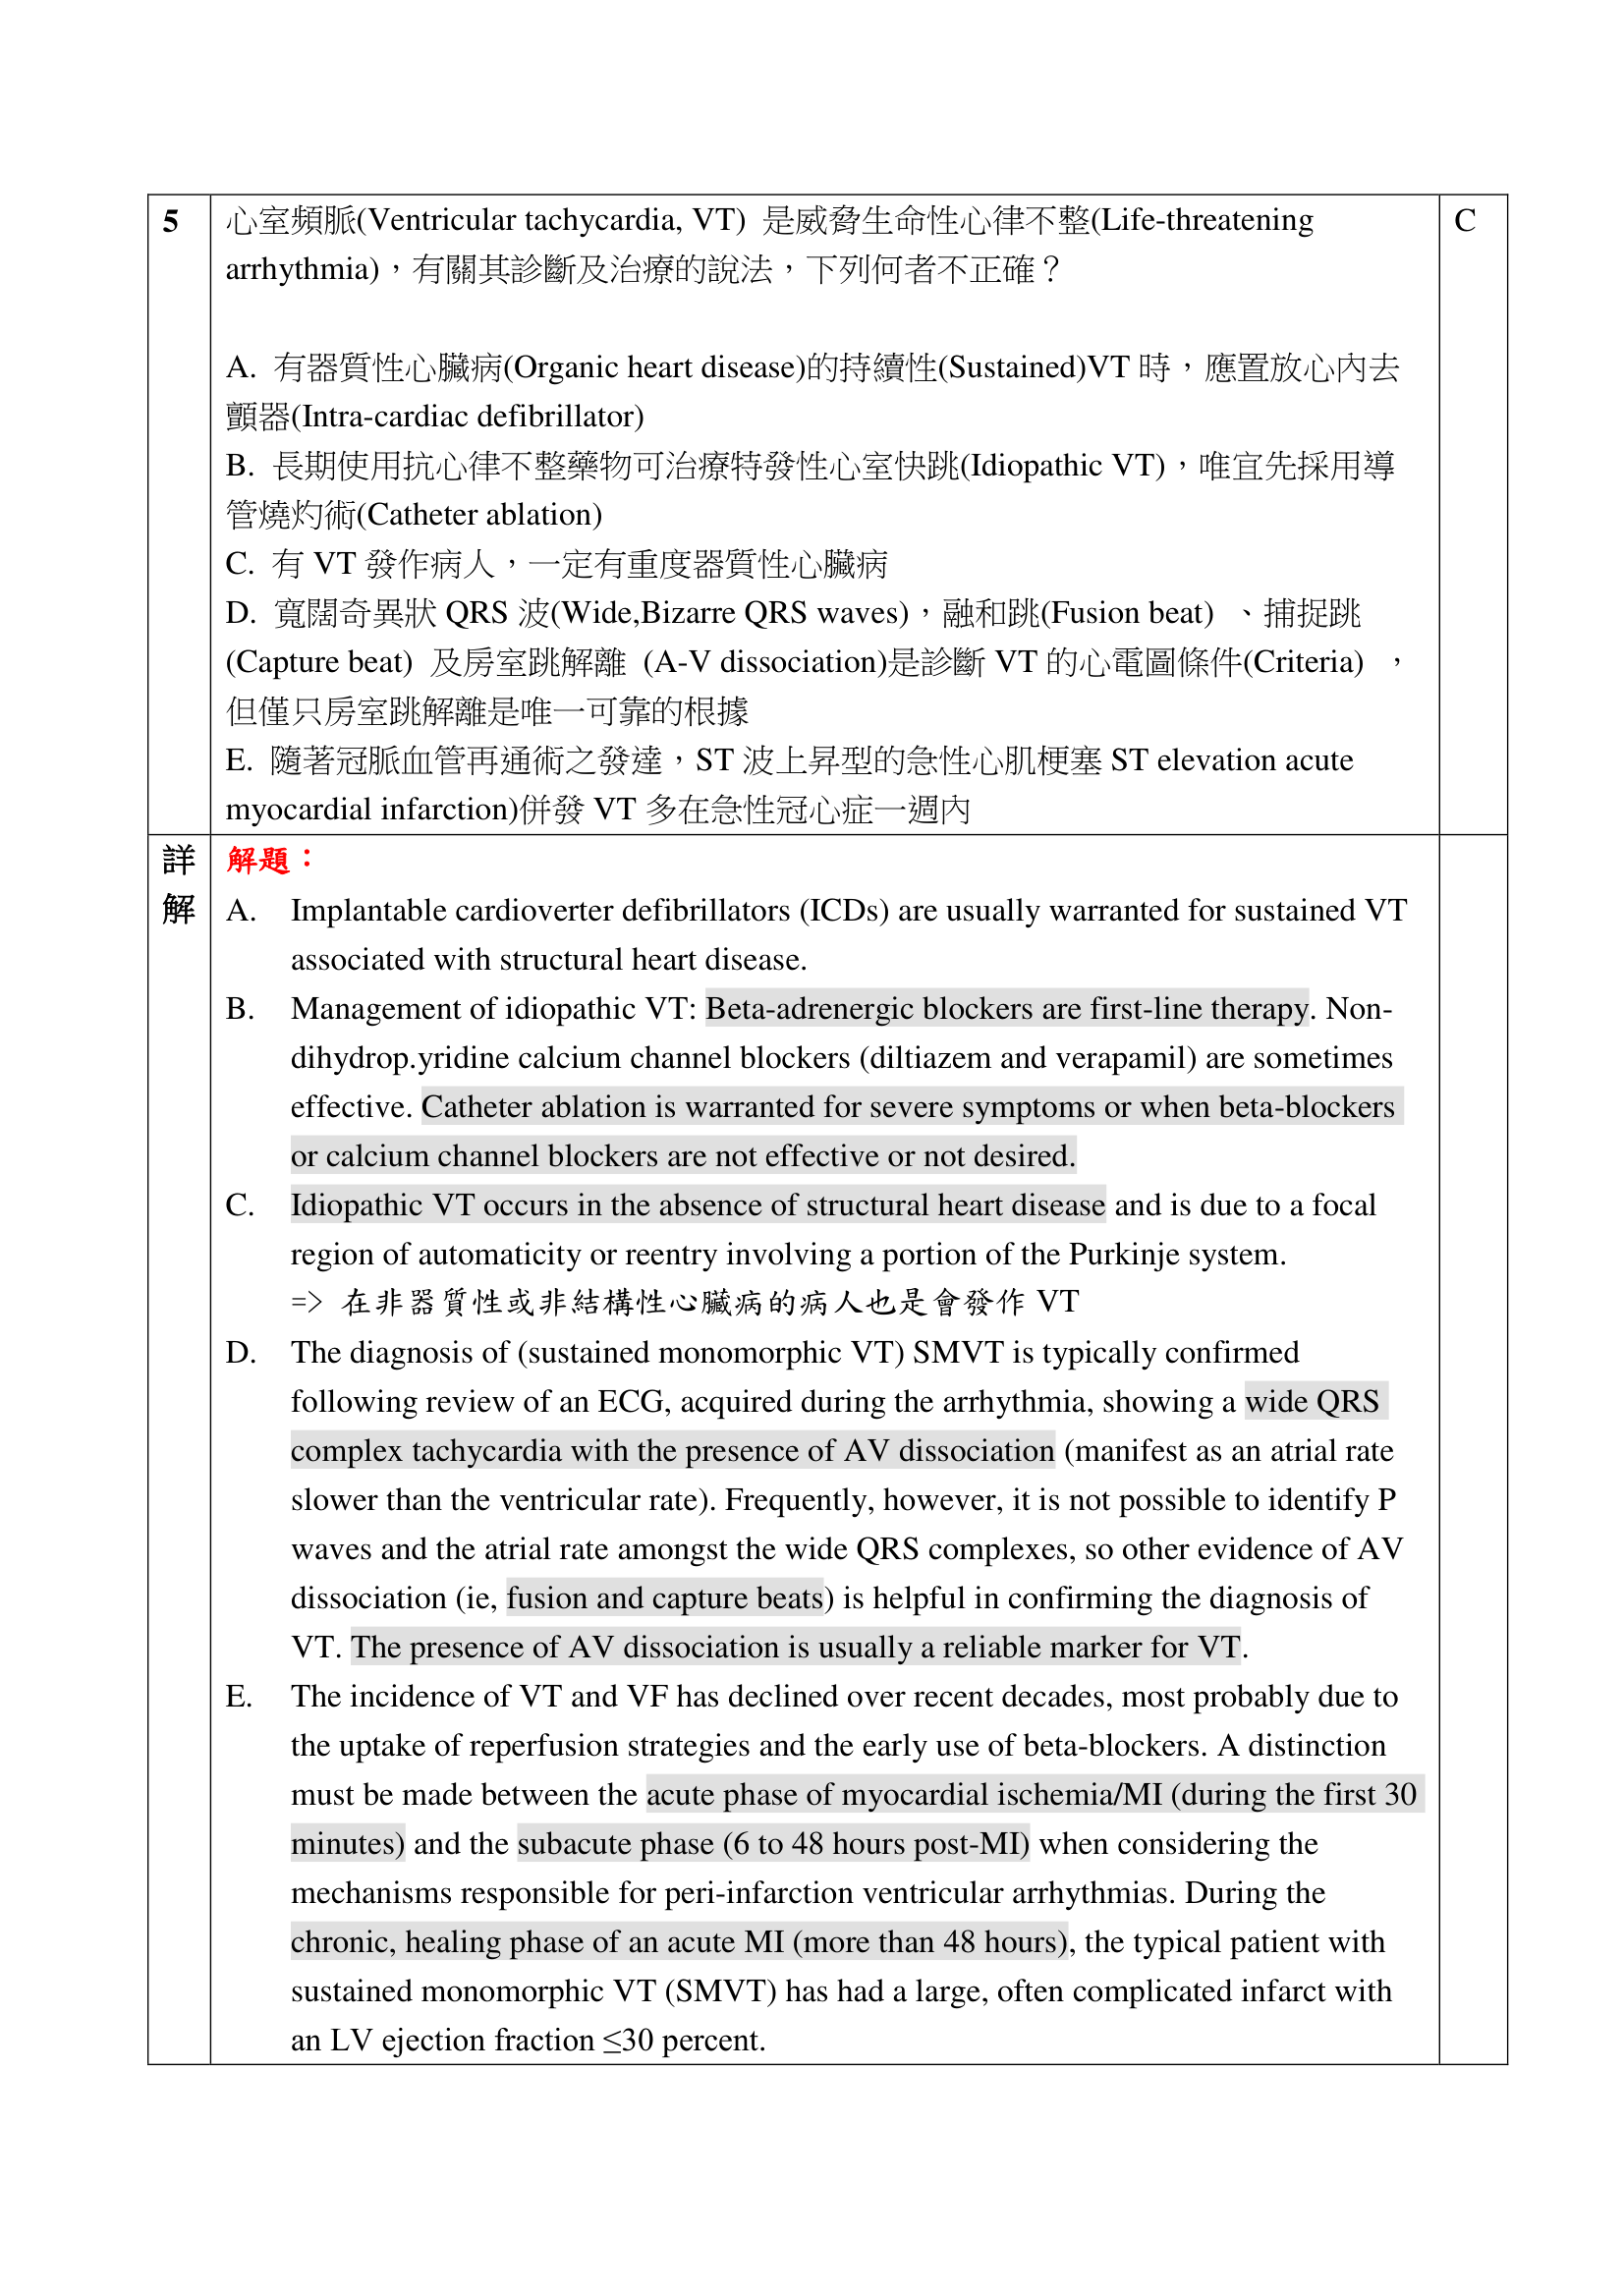 5
心室頻脈(Ventricular tachycardia, VT) 是威脅生命性心律不整(Life-threatening
arrhythmia)，有關其診斷及治療的說法，下列何者不正確？
C
A. 有器質性心臟病(Organic heart disease)的持續性(Sustained)VT 時，應置放心內去
顫器(Intra-cardiac defibrillator)
B. 長期使用抗心律不整藥物可治療特發性心室快跳(Idiopathic VT)，唯宜先採用導
管燒灼術(Catheter ablation)
C. 有 VT 發作病人，一定有重度器質性心臟病
D. 寬闊奇異狀 QRS 波(Wide,Bizarre QRS waves)，融和跳(Fusion beat) 、捕捉跳
(Capture beat) 及房室跳解離 (A-V dissociation)是診斷 VT 的心電圖條件(Criteria) ，
但僅只房室跳解離是唯一可靠的根據
E. 隨著冠脈血管再通術之發達，ST 波上昇型的急性心肌梗塞 ST elevation acute
myocardial infarction)併發 VT 多在急性冠心症一週內
詳
解
解題：
A. Implantable cardioverter defibrillators (ICDs) are usually warranted for sustained VT
associated with structural heart disease.
B. Management of idiopathic VT: Beta-adrenergic blockers are first-line therapy. Non-
dihydrop.yridine calcium channel blockers (diltiazem and verapamil) are sometimes
effective. Catheter ablation is warranted for severe symptoms or when beta-blockers
or calcium channel blockers are not effective or not desired.
C. Idiopathic VT occurs in the absence of structural heart disease and is due to a focal
region of automaticity or reentry involving a portion of the Purkinje system.
=> 在非器質性或非結構性心臟病的病人也是會發作 VT
D. The diagnosis of (sustained monomorphic VT) SMVT is typically confirmed
following review of an ECG, acquired during the arrhythmia, showing a wide QRS
complex tachycardia with the presence of AV dissociation (manifest as an atrial rate
slower than the ventricular rate). Frequently, however, it is not possible to identify P
waves and the atrial rate amongst the wide QRS complexes, so other evidence of AV
dissociation (ie, fusion and capture beats) is helpful in confirming the diagnosis of
VT. The presence of AV dissociation is usually a reliable marker for VT.
E. The incidence of VT and VF has declined over recent decades, most probably due to
the uptake of reperfusion strategies and the early use of beta-blockers. A distinction
must be made between the acute phase of myocardial ischemia/MI (during the first 30
minutes) and the subacute phase (6 to 48 hours post-MI) when considering the
mechanisms responsible for peri-infarction ventricular arrhythmias. During the
chronic, healing phase of an acute MI (more than 48 hours), the typical patient with
sustained monomorphic VT (SMVT) has had a large, often complicated infarct with
an LV ejection fraction ≤30 percent.